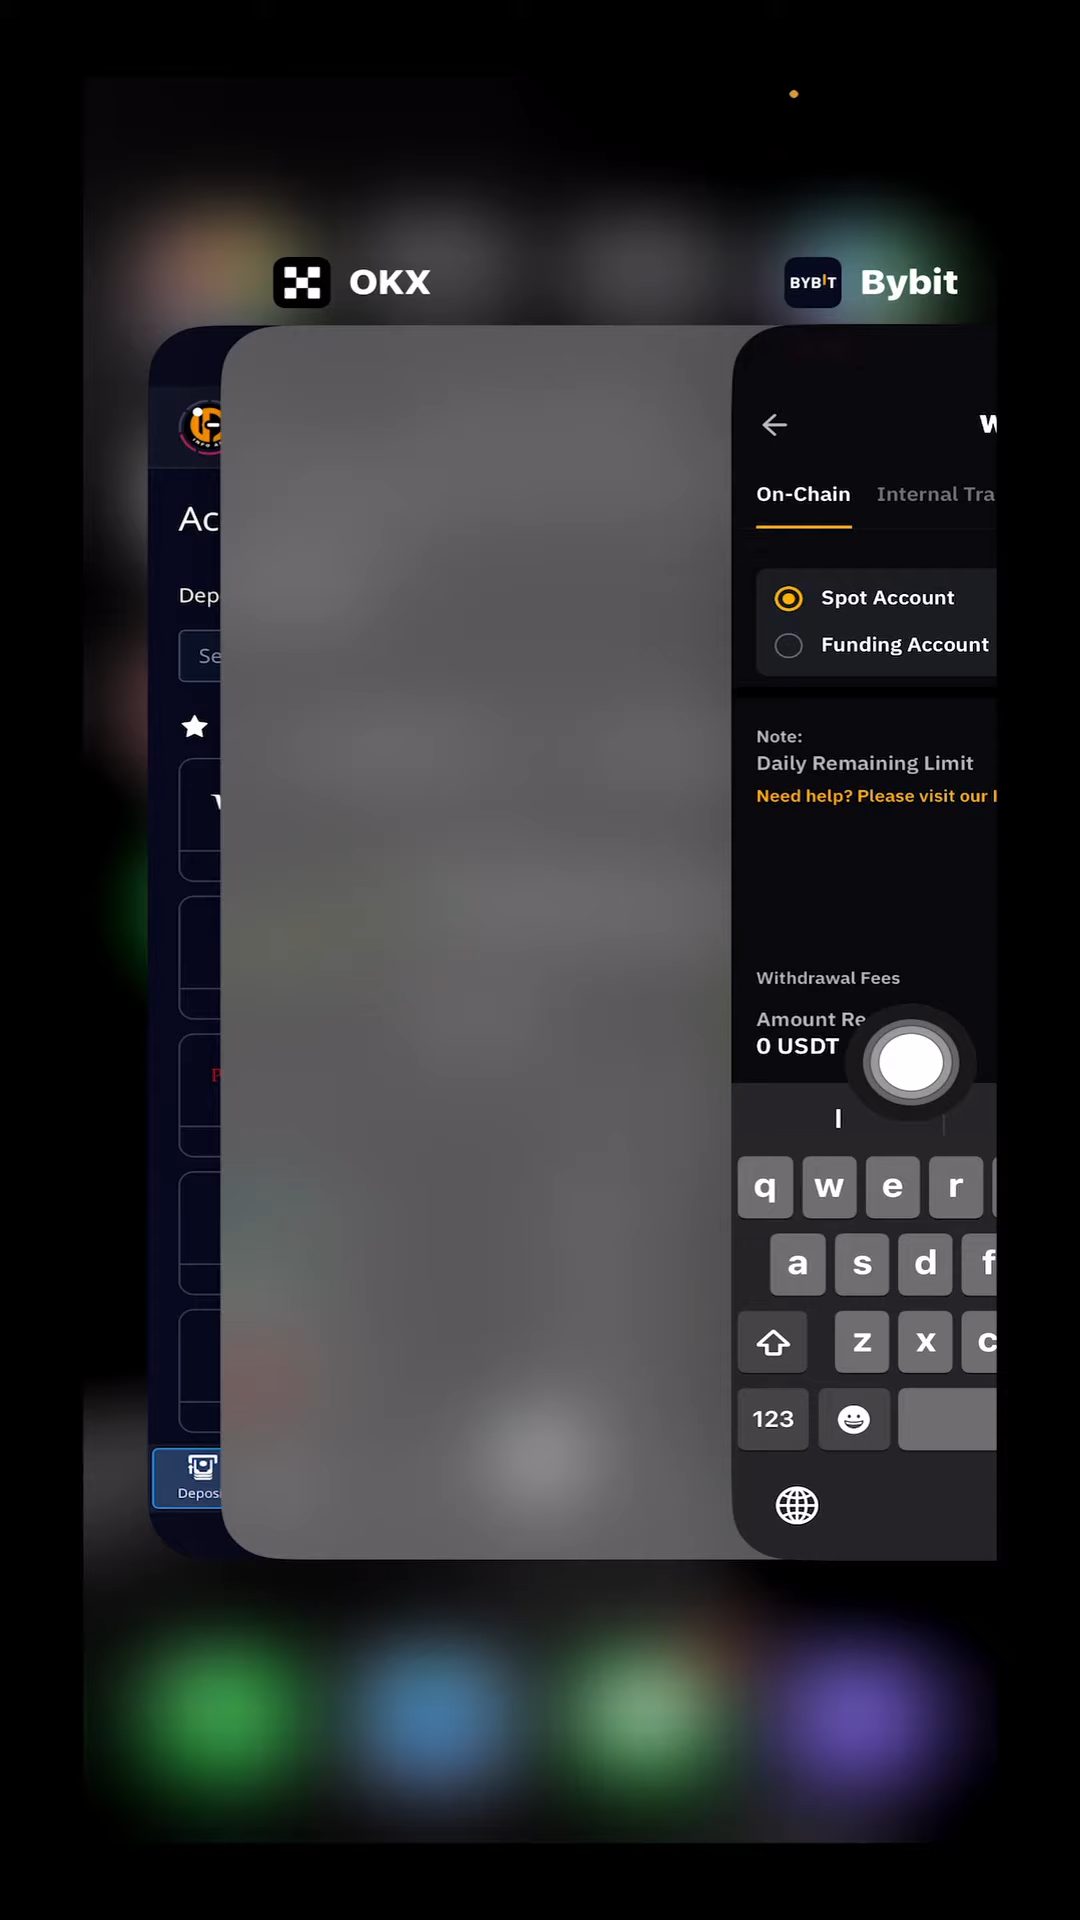 OKX
BYBIT
Bybit
Ac
Dep
Se
Depos
On-Chain
Internal Tra
Spot Account
Funding Account
Note:
Daily Remaining Limit
Need help? Please visit our
Withdrawal Fees
Amount Re
0 USDT
I
q w e r
a s d f
z x c
123